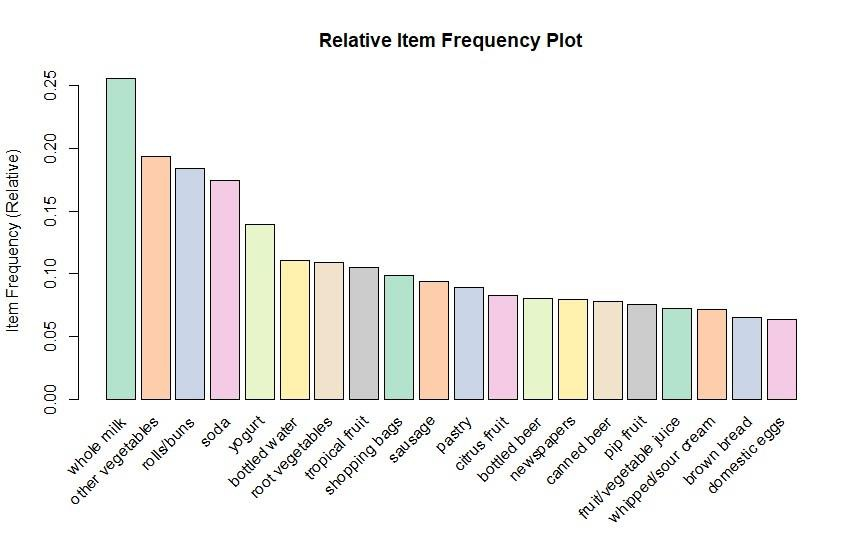 Relative Item Frequency Plot
Item Frequency (Relative)
0.25
0.20
0.15
0.10
0.05
0.00
whole milk
other vegetables
rolls/buns
soda
yogurt
bottled water
root vegetables
tropical fruit
shopping bags
sausage
pastry
citrus fruit
bottled beer
newspapers
canned beer
pip fruit
fruit/vegetable juice
whipped/sour cream
brown bread
domestic eggs